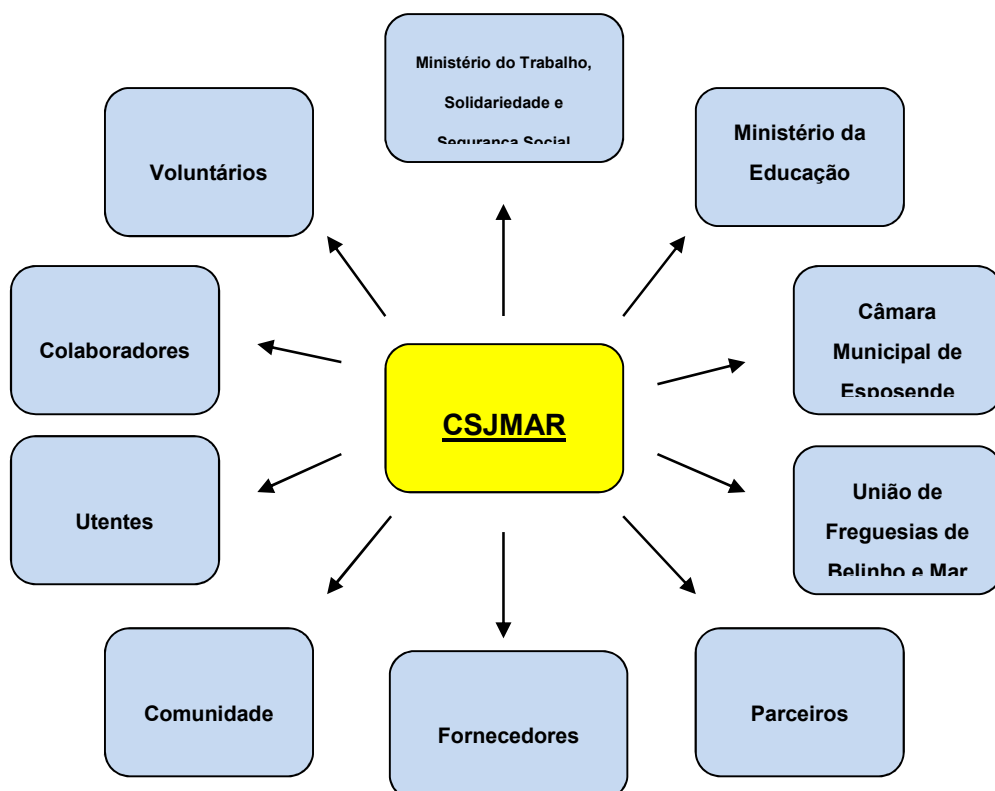 Ministério do Trabalho,
Solidariedade e
Segurança Social
Ministério da
Educação
Voluntários
Câmara
Municipal de
Esposende
Colaboradores
CSJMAR
União de
Freguesias de
Belinho e Mar
Utentes
Comunidade
Fornecedores
Parceiros